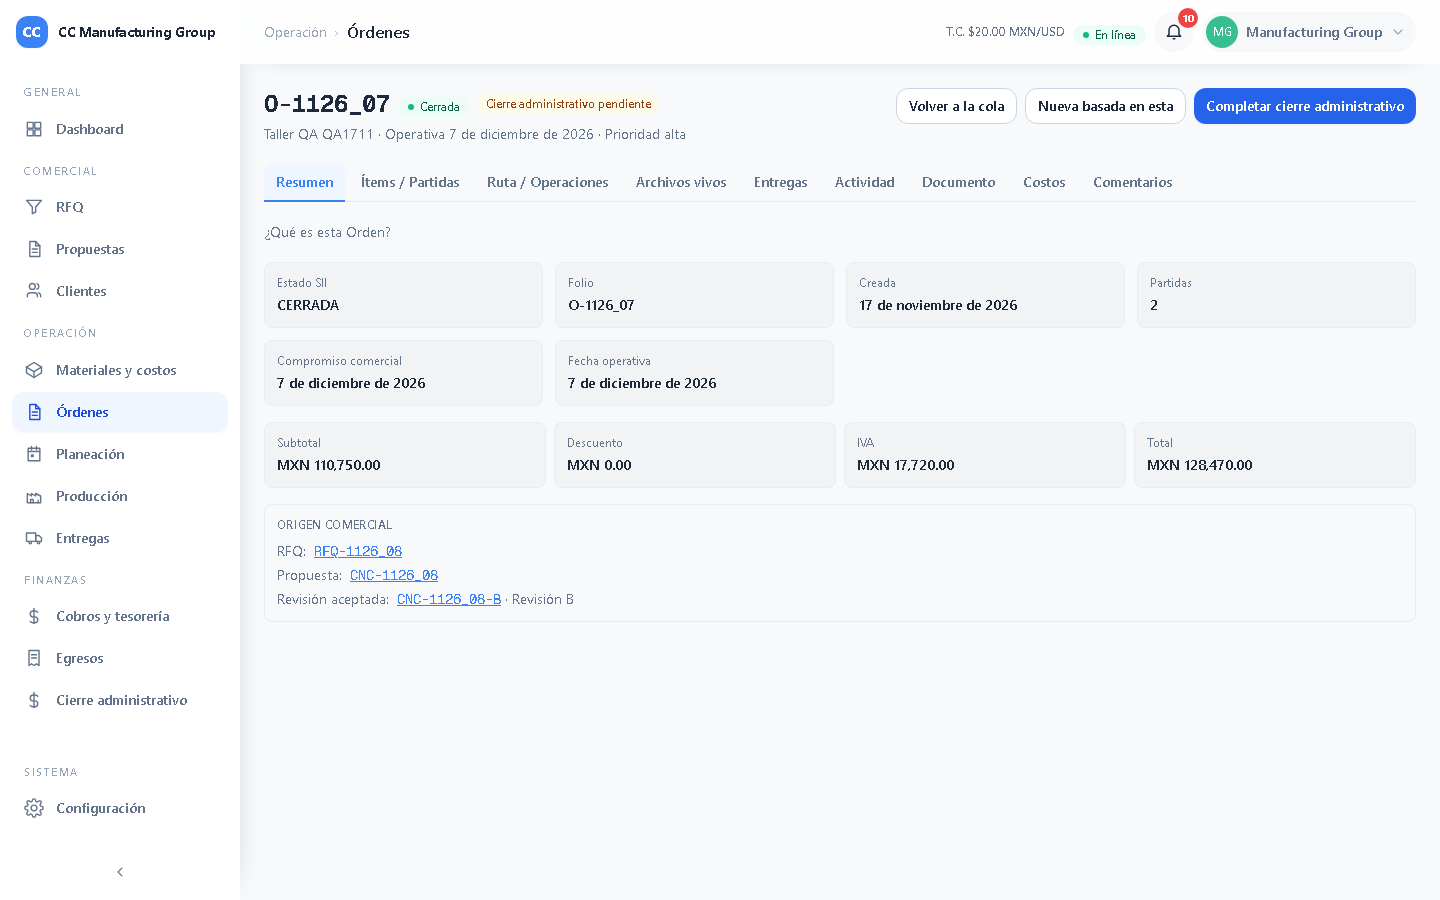 CC CC Manufacturing Group
GENERAL
Dashboard
COMERCIAL
RFQ
Propuestas
Clientes
OPERACIÓN
Materiales y costos
Órdenes
Planeación
Producción
Entregas
FINANZAS
Cobros y tesorería
Egresos
Cierre administrativo
SISTEMA
Configuración
Operación › Órdenes
T.C. $20.00 MXN/USD
En línea
10
MG Manufacturing Group
O-1126_07 Cerrada Cierre administrativo pendiente
Taller QA QA1711 · Operativa 7 de diciembre de 2026 · Prioridad alta
Volver a la cola Nueva basada en esta Completar cierre administrativo
Resumen Ítems / Partidas Ruta / Operaciones Archivos vivos Entregas Actividad Documento Costos Comentarios
¿Qué es esta Orden?
Estado SII
CERRADA
Folio
O-1126_07
Creada
17 de noviembre de 2026
Partidas
2
Compromiso comercial
7 de diciembre de 2026
Fecha operativa
7 de diciembre de 2026
Subtotal
MXN 110,750.00
Descuento
MXN 0.00
IVA
MXN 17,720.00
Total
MXN 128,470.00
ORIGEN COMERCIAL
RFQ: RFQ-1126_08
Propuesta: CNC-1126_08
Revisión aceptada: CNC-1126_08-B · Revisión B